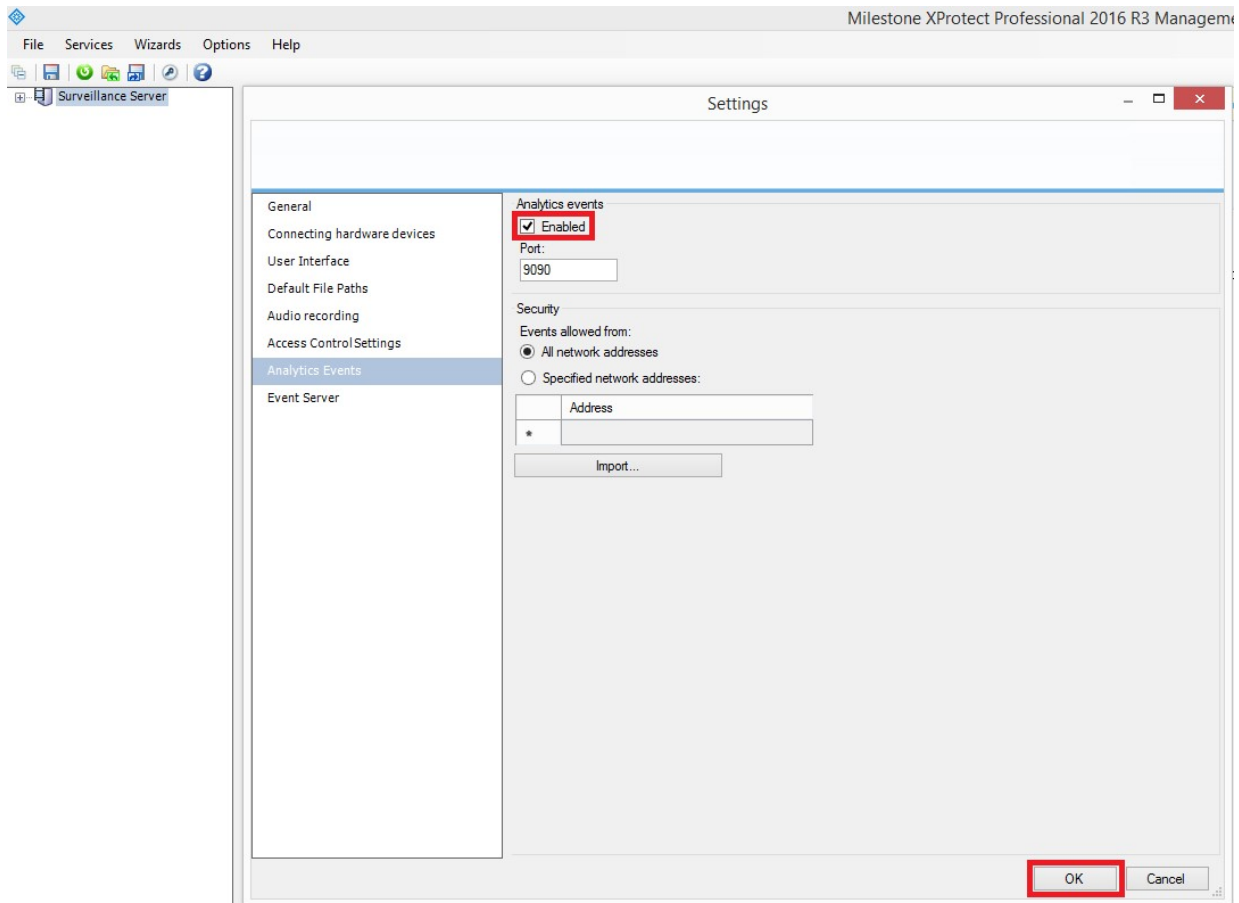 Milestone XProtect Professional 2016 R3 Manageme
File Services Wizards Options Help
Surveillance Server
Settings
General
Connecting hardware devices
User Interface
Default File Paths
Audio recording
Access Control Settings
Analytics Events
Event Server
Analytics events
Enabled
Port:
9090
Security
Events allowed from:
All network addresses
Specified network addresses:
Address
*
Import...
OK Cancel